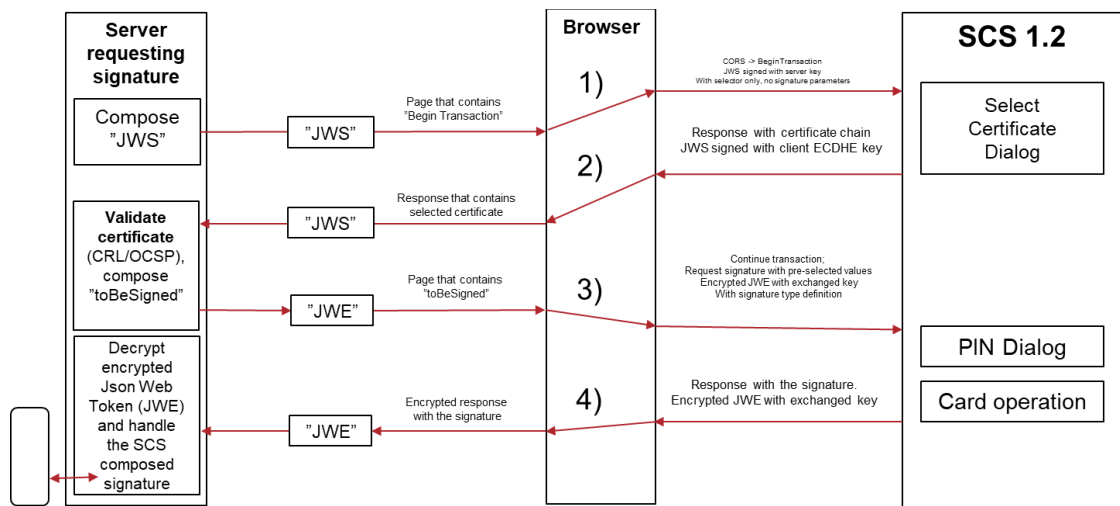 Server
requesting
signature
Compose
"JWS"
"JWS"
Page that contains
"Begin Transaction"
Browser
1)
CORS -> BeginTransaction
JWS signed with server key
With selector only, no signature parameters
SCS 1.2
Select
Certificate
Dialog
Response with certificate chain
JWS signed with client ECDHE key
2)
Response that contains
selected certificate
"JWS"
Validate
certificate
(CRL/OCSP),
compose
"toBeSigned"
"JWE"
Page that contains
"toBeSigned"
3)
Continue transaction;
Request signature with pre-selected values
Encrypted JWE with exchanged key
With signature type definition
PIN Dialog
Card operation
Response with the signature.
Encrypted JWE with exchanged key
4)
Encrypted response
with the signature
"JWE"
Decrypt
encrypted
Json Web
Token (JWE)
and handle
the SCS
composed
signature